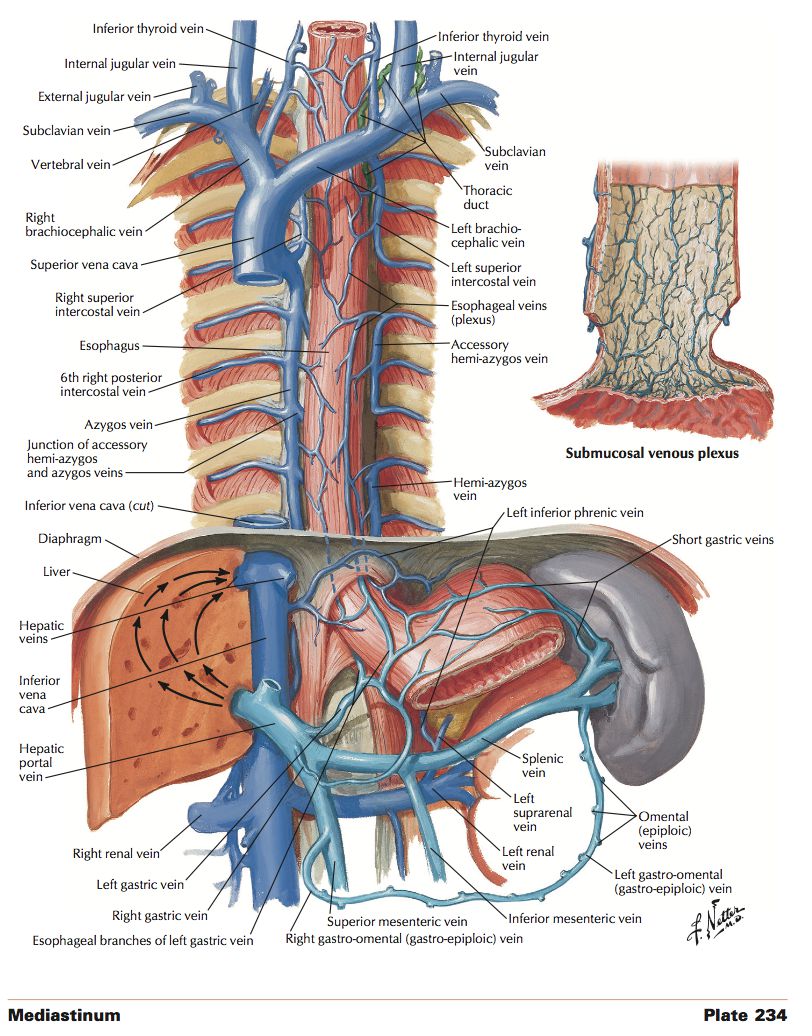 Inferior thyroid vein
Internal jugular vein
External jugular vein
Subclavian vein
Vertebral vein
Right
brachiocephalic vein
Superior vena cava
Right superior
intercostal vein
Esophagus
6th right posterior
intercostal vein
Azygos vein
Junction of accessory
hemi-azygos
and azygos veins
Inferior vena cava (cut)
Diaphragm
Liver
Hepatic
veins
Inferior
vena
cava
Hepatic
portal
vein
Right renal vein
Left gastric vein
Right gastric vein
Esophageal branches of left gastric vein
Inferior thyroid vein
Internal jugular
vein
Subclavian
vein
Thoracic
duct
Left brachio-
cephalic vein
Left superior
intercostal vein
Esophageal veins
(plexus)
Accessory
hemi-azygos vein
Hemi-azygos
vein
Left inferior phrenic vein
Short gastric veins
Submucosal venous plexus
Splenic
vein
Left
suprarenal
vein
Left renal
vein
Omental
(epiploic)
veins
Left gastro-omental
(gastro-epiploic) vein
Inferior mesenteric vein
Superior mesenteric vein
Right gastro-omental (gastro-epiploic) vein
F. Netter
M.D.
Mediastinum
Plate 234